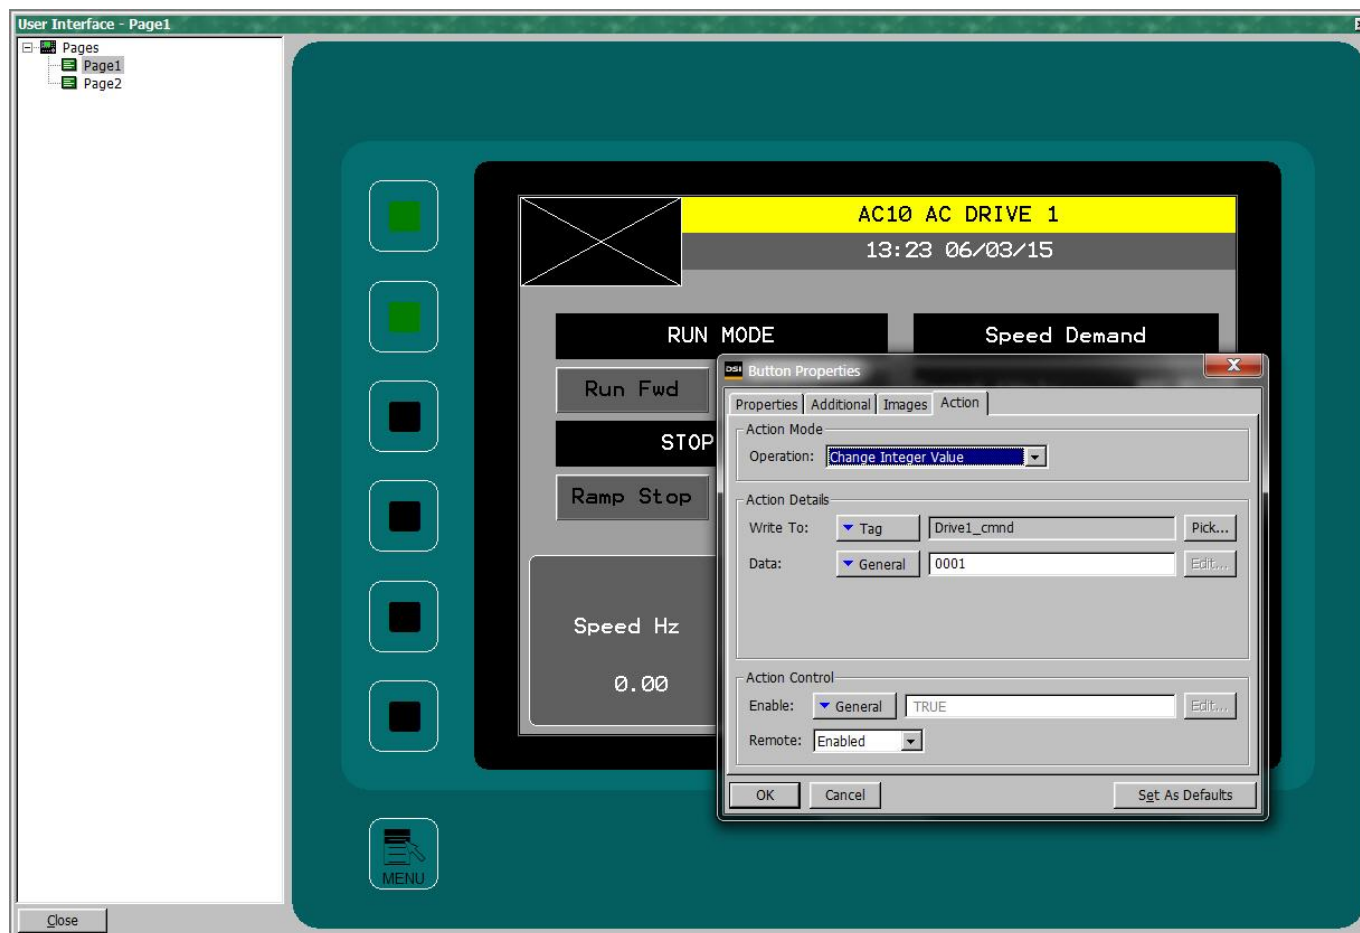 User Interface - Page1
Pages
Page1
Page2
AC10 AC DRIVE 1
13:23 06/03/15
RUN MODE
Speed Demand
Run Fwd
STOP
Ramp Stop
Speed Hz
0.00
MENU
DSI Button Properties
Properties Additional Images Action
Action Mode
Operation: Change Integer Value
Action Details
Write To: Tag Drive1_cmnd Pick...
Data: General 0001 Edit...
Action Control
Enable: General TRUE Edit...
Remote: Enabled
OK Cancel Set As Defaults
Close